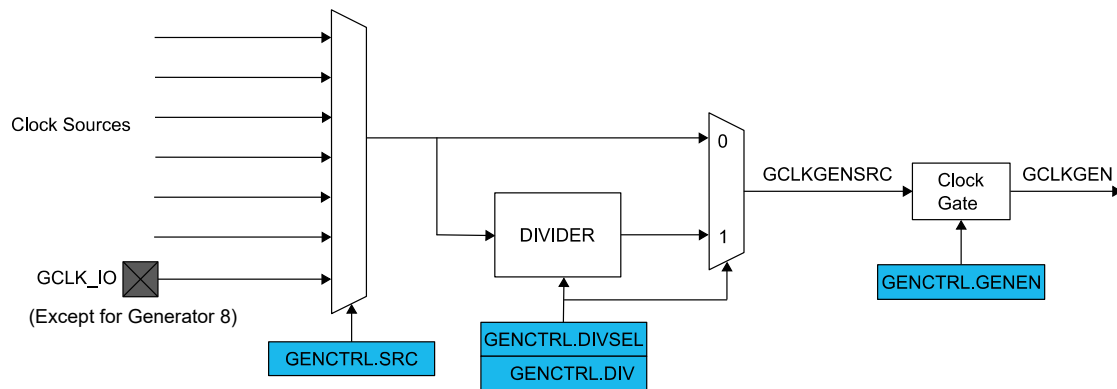 Clock Sources
GCLK_IO
(Except for Generator 8)
GENCTRL.SRC
DIVIDER
GENCTRL.DIVSEL
GENCTRL.DIV
0
1
GCLKGENSRC
Clock
Gate
GCLKGEN
GENCTRL.GENEN